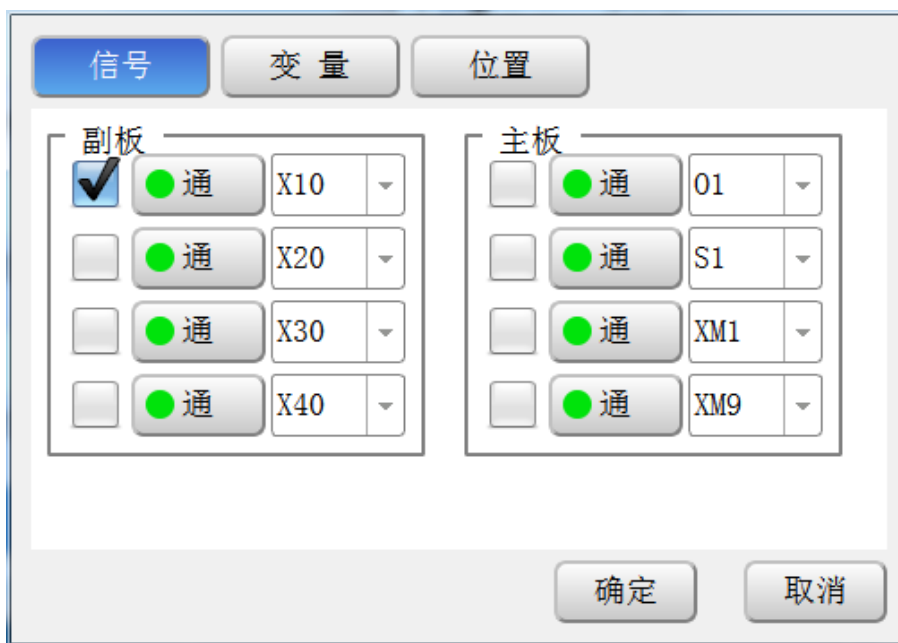 信号 变 量 位置
副板 主板
通 X10 通 O1
通 X20 通 S1
通 X30 通 XM1
通 X40 通 XM9
确定 取消